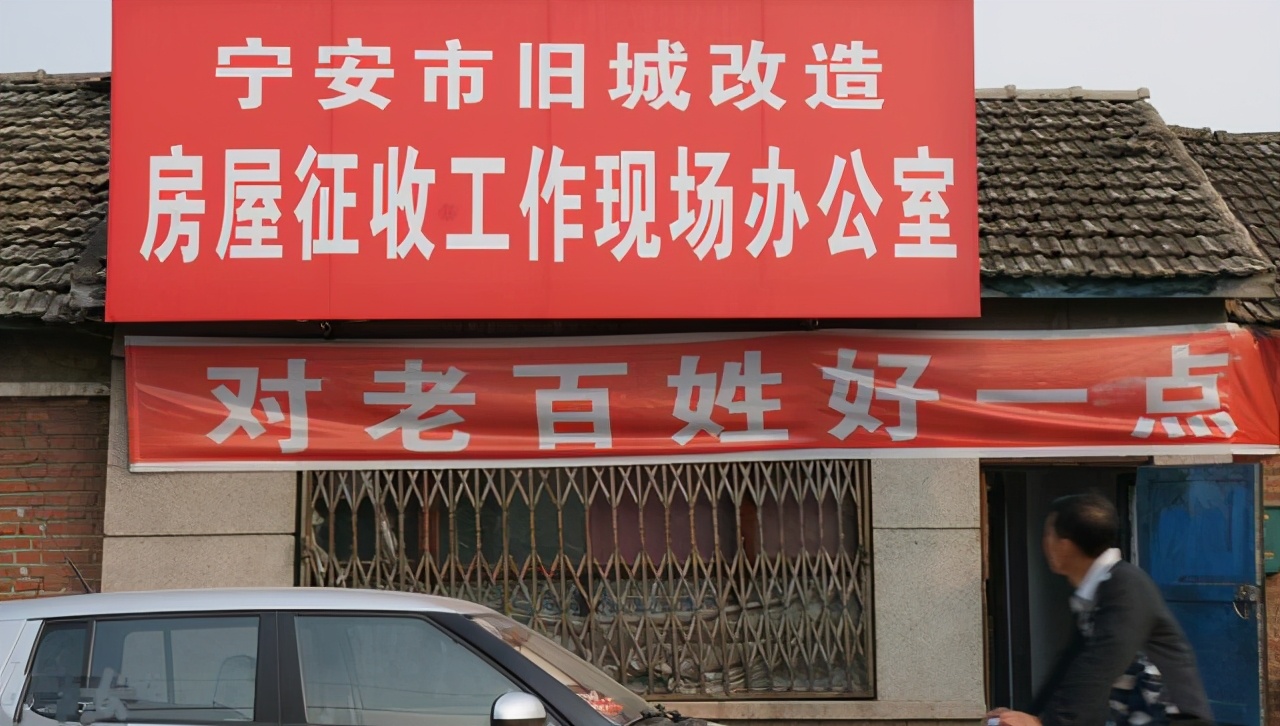 宁安市旧城改造
房屋征收工作现场办公室
对老百姓好一点